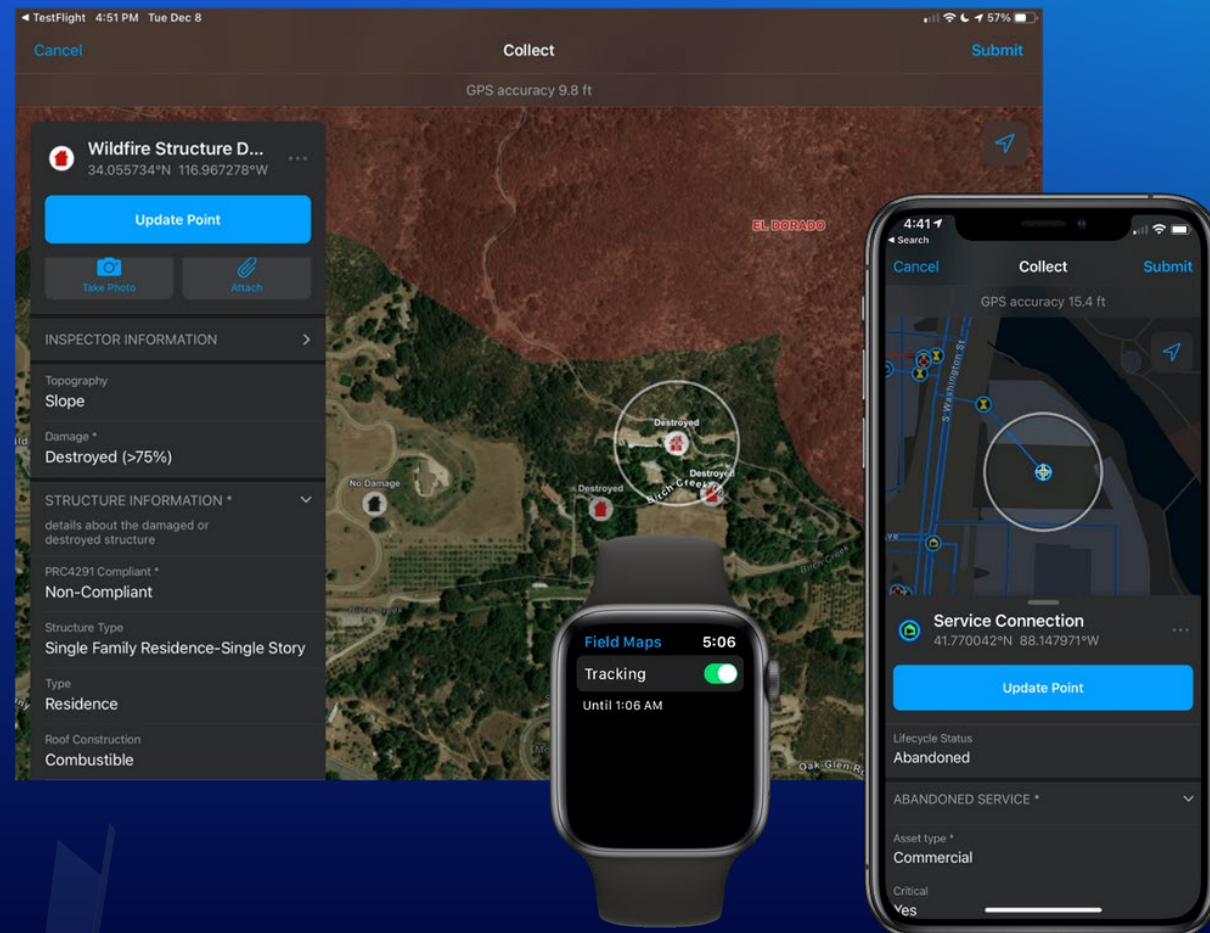 TestFlight 4:51 PM Tue Dec 8
57%
Cancel
Collect
Submit
GPS accuracy 9.8 ft
Wildfire Structure D...
34.055734°N 116.967278°W
Update Point
Take Photo
Attach
INSPECTOR INFORMATION
Topography
Slope
Damage *
Destroyed (>75%)
STRUCTURE INFORMATION *
details about the damaged or
destroyed structure
PRC4291 Compliant *
Non-Compliant
Structure Type
Single Family Residence-Single Story
Type
Residence
Roof Construction
Combustible
EL DORADO
Destroyed
No Damage
Destroyed
Destroyed
Birch Creek
Birch Creek
Oak Glen R
Field Maps
5:06
Tracking
Until 1:06 AM
4:41
Search
Cancel
Collect
Submit
GPS accuracy 15.4 ft
S Washington St
Ave
Service Connection
41.770042°N 88.147971°W
Update Point
Lifecycle Status
Abandoned
ABANDONED SERVICE *
Asset type *
Commercial
Critical
Yes